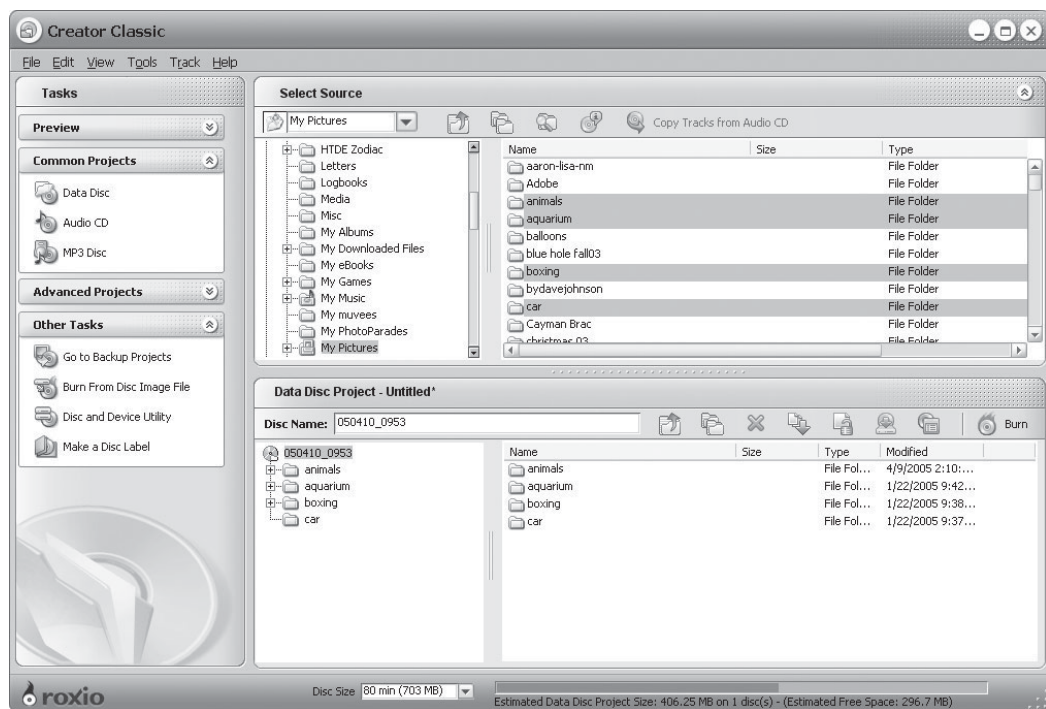 Creator Classic
File Edit View Tools Track Help
Tasks
Preview
Common Projects
Data Disc
Audio CD
MP3 Disc
Advanced Projects
Other Tasks
Go to Backup Projects
Burn From Disc Image File
Disc and Device Utility
Make a Disc Label
Select Source
My Pictures
Copy Tracks from Audio CD
HTDE Zodiac
Letters
Logbooks
Media
Misc
My Albums
My Downloaded Files
My eBooks
My Games
My Music
My muvees
My PhotoParades
My Pictures
Name Size Type
aaron-lisa-nm File Folder
Adobe File Folder
animals File Folder
aquarium File Folder
balloons File Folder
blue hole fall03 File Folder
boxing File Folder
bydavejohnson File Folder
car File Folder
Cayman Brac File Folder
christmas 03 File Folder
Data Disc Project - Untitled*
Disc Name: 050410_0953
Burn
050410_0953
animals
aquarium
boxing
car
Name Size Type Modified
animals File Fol... 4/9/2005 2:10:...
aquarium File Fol... 1/22/2005 9:42...
boxing File Fol... 1/22/2005 9:38...
car File Fol... 1/22/2005 9:37...
roxio
Disc Size 80 min (703 MB)
Estimated Data Disc Project Size: 406.25 MB on 1 disc(s) - (Estimated Free Space: 296.7 MB)